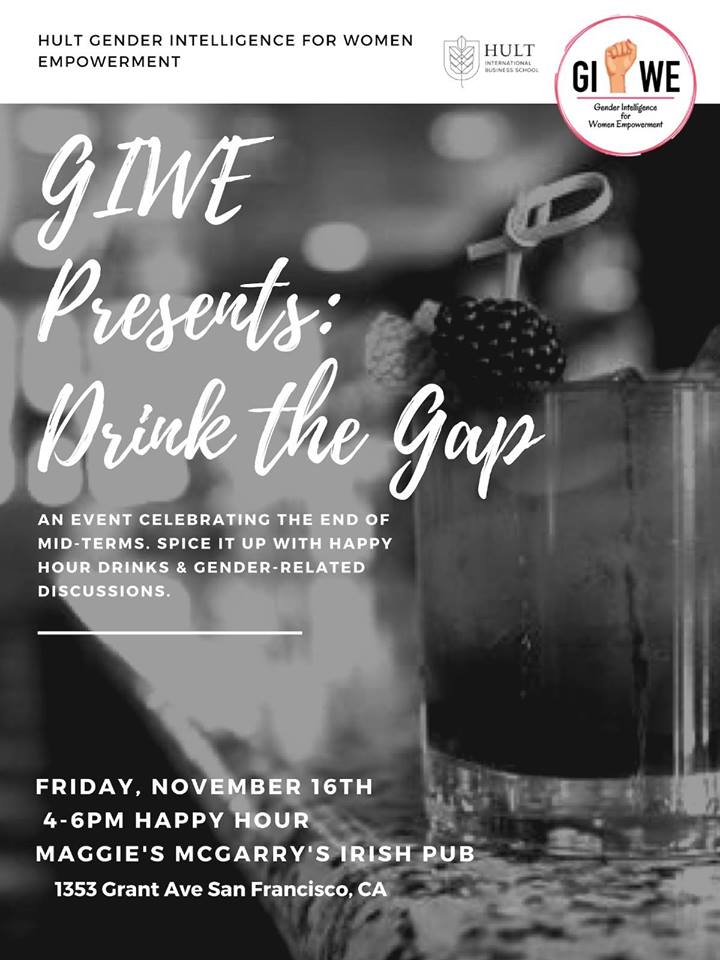 HULT GENDER INTELLIGENCE FOR WOMEN
EMPOWERMENT
HULT
INTERNATIONAL
BUSINESS SCHOOL
GI WE
Gender Intelligence
for
Women Empowerment
GIWE
Presents:
Drink the Gap
AN EVENT CELEBRATING THE END OF
MID-TERMS. SPICE IT UP WITH HAPPY
HOUR DRINKS & GENDER-RELATED
DISCUSSIONS.
FRIDAY, NOVEMBER 16TH
4-6PM HAPPY HOUR
MAGGIE'S MCGARRY'S IRISH PUB
1353 Grant Ave San Francisco, CA